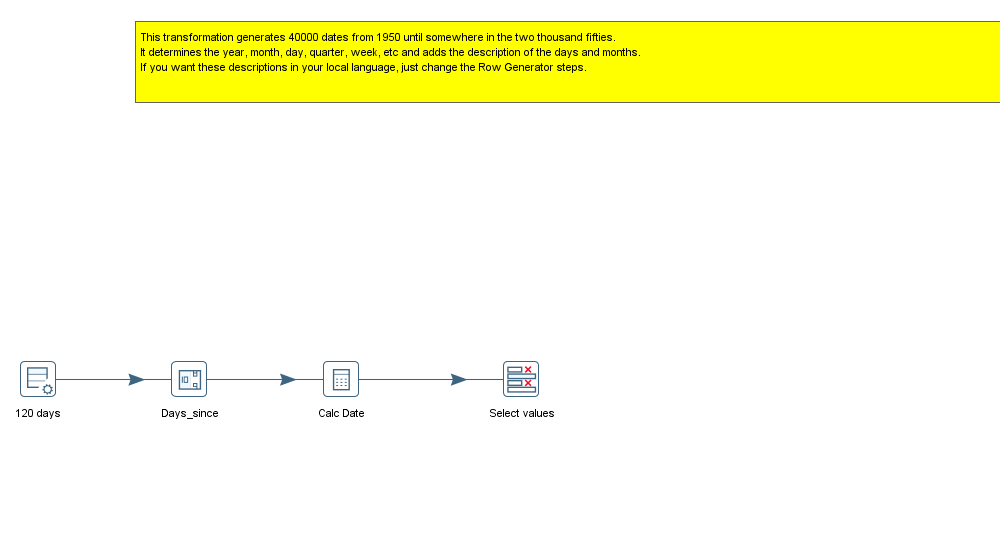 This transformation generates 40000 dates from 1950 until somewhere in the two thousand fifties.
It determines the year, month, day, quarter, week, etc and adds the description of the days and months.
If you want these descriptions in your local language, just change the Row Generator steps.
120 days
Days_since
Calc Date
Select values